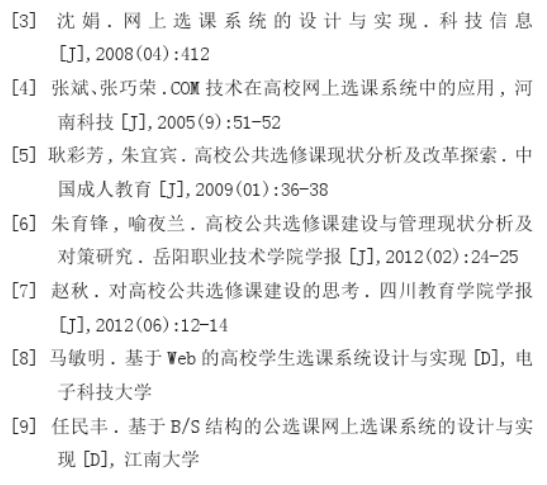 [3] 沈娟．网上选课系统的设计与实现．科技信息
[J],2008(04):412
[4] 张斌、张巧荣．COM 技术在高校网上选课系统中的应用，河
南科技 [J],2005(9):51-52
[5] 耿彩芳，朱宜宾．高校公共选修课现状分析及改革探索．中
国成人教育 [J],2009(01):36-38
[6] 朱育锋，喻夜兰．高校公共选修课建设与管理现状分析及
对策研究．岳阳职业技术学院学报 [J],2012(02):24-25
[7] 赵秋．对高校公共选修课建设的思考．四川教育学院学报
[J],2012(06):12-14
[8] 马敏明．基于 Web 的高校学生选课系统设计与实现 [D]，电
子科技大学
[9] 任民丰．基于 B/S 结构的公选课网上选课系统的设计与实
现 [D]，江南大学